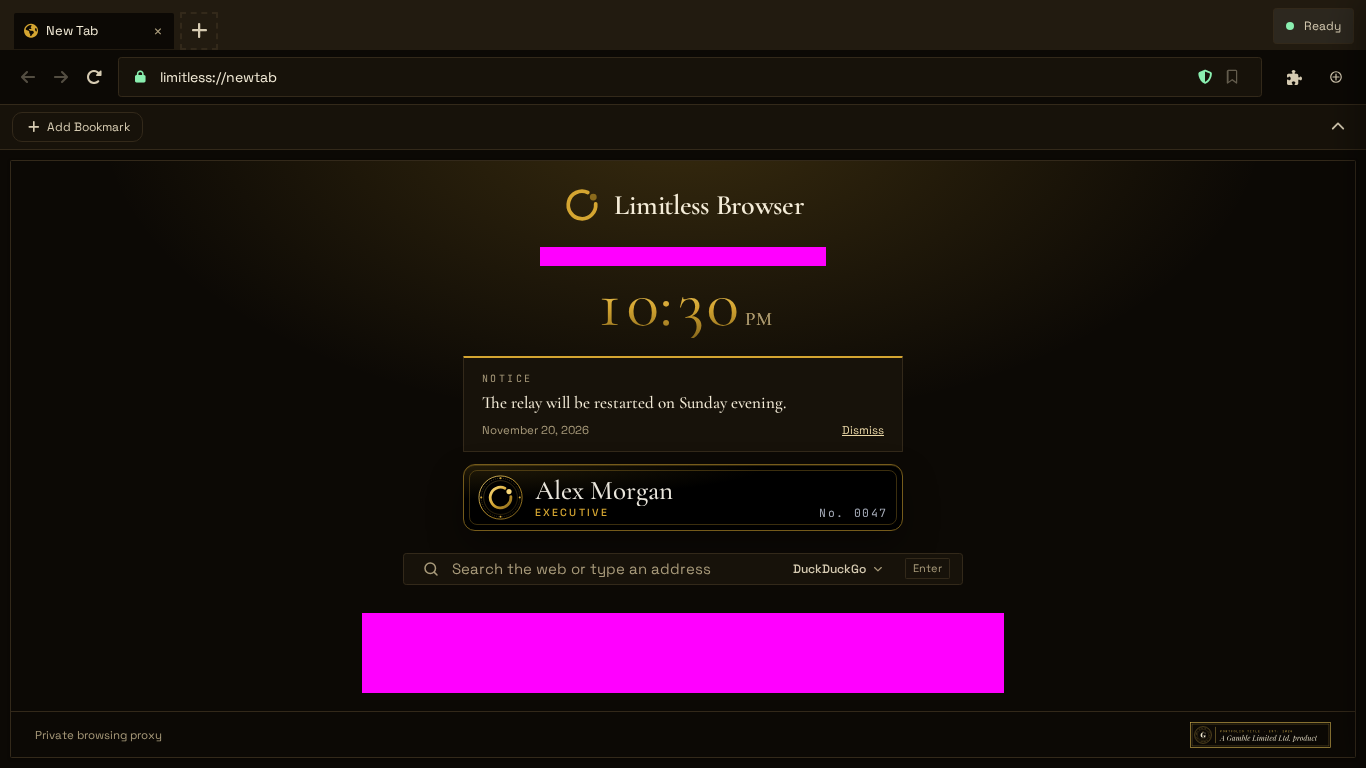 New Tab
Ready
limitless://newtab
Add Bookmark
Limitless Browser
10:30 PM
NOTICE
The relay will be restarted on Sunday evening.
November 20, 2026
Dismiss
Alex Morgan
EXECUTIVE
No. 0047
Search the web or type an address
DuckDuckGo
Enter
Private browsing proxy
G
A Gamble Limited Ltd. product